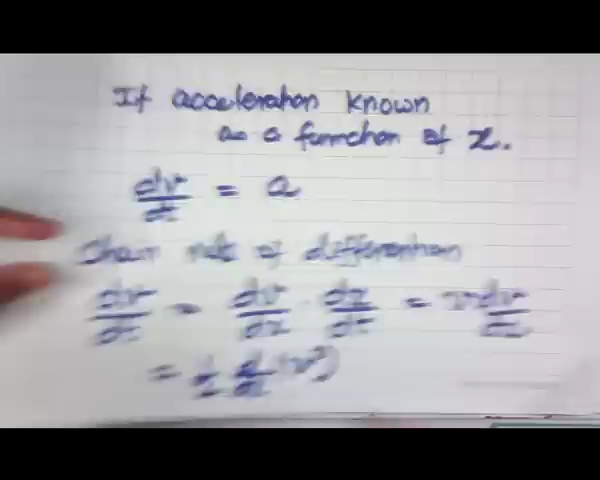 If acceleration known
as a function of x.
dv/dt = a
Chain rule of differention
dv/dt = dv/dx . dx/dt = v dv/dx
= 1/2 d/dx (v²)